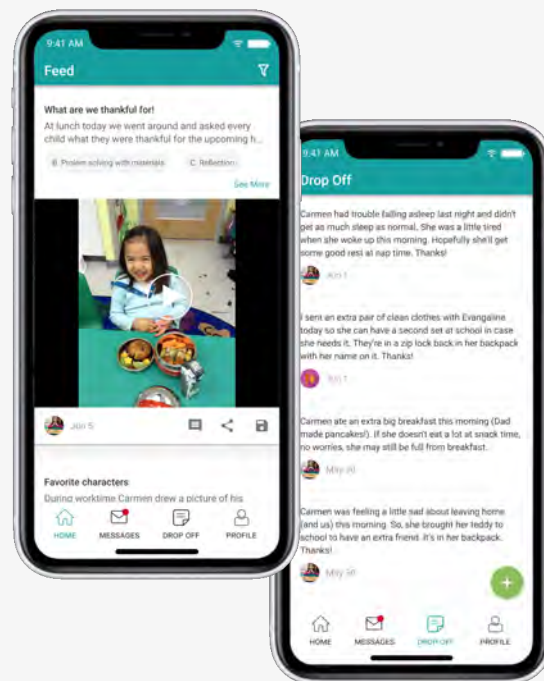 9:41 AM
Feed
What are we thankful for!
At lunch today we went around and asked every
child what they were thankful for the upcoming h...
B. Problem solving with materials
C. Reflection
See More
Jun 5
Favorite characters
During worktime Carmen drew a picture of his
HOME
MESSAGES
DROP OFF
PROFILE
9:41 AM
Drop Off
Carmen had trouble falling asleep last night and didn't
get as much sleep as normal. She was a little tired
when she woke up this morning. Hopefully she'll get
some good rest at nap time. Thanks!
Jun 1
I sent an extra pair of clean clothes with Evangaline
today so she can have a second set at school in case
she needs it. They're in a zip lock back in her backpack
with her name on it. Thanks!
Jun 1
Carmen ate an extra big breakfast this morning (Dad
made pancakes!). If she doesn't eat a lot at snack time,
no worries, she may still be full from breakfast.
May
Carmen was feeling a little sad about leaving home
(and us) this morning. So, she brought her teddy to
school to have an extra friend. It's in her backpack.
Thanks!
May
HOME
MESSAGES
DROP OFF
PROFILE